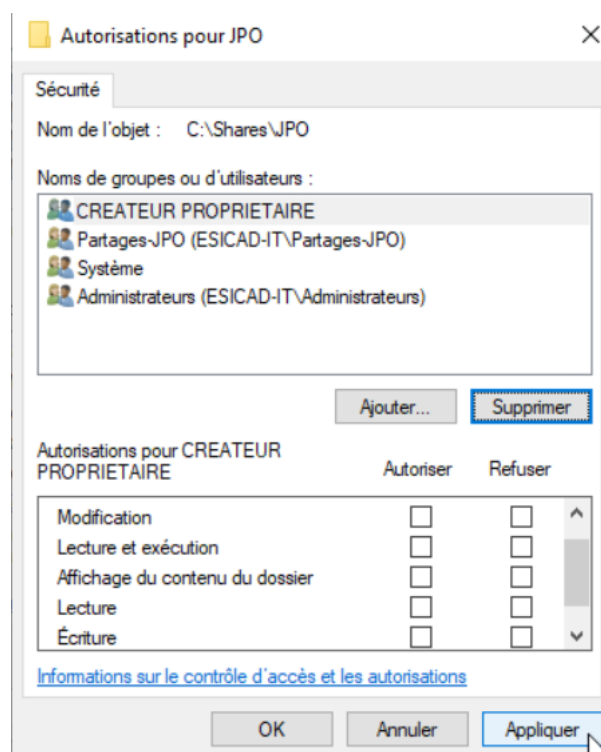 Autorisations pour JPO
Sécurité
Nom de l'objet : C:\Shares\JPO
Noms de groupes ou d'utilisateurs :
CREATEUR PROPRIETAIRE
Partages-JPO (ESICAD-IT\Partages-JPO)
Système
Administrateurs (ESICAD-IT\Administrateurs)
Ajouter... Supprimer
Autorisations pour CREATEUR
PROPRIETAIRE Autoriser Refuser
Modification
Lecture et exécution
Affichage du contenu du dossier
Lecture
Écriture
Informations sur le contrôle d'accès et les autorisations
OK Annuler Appliquer